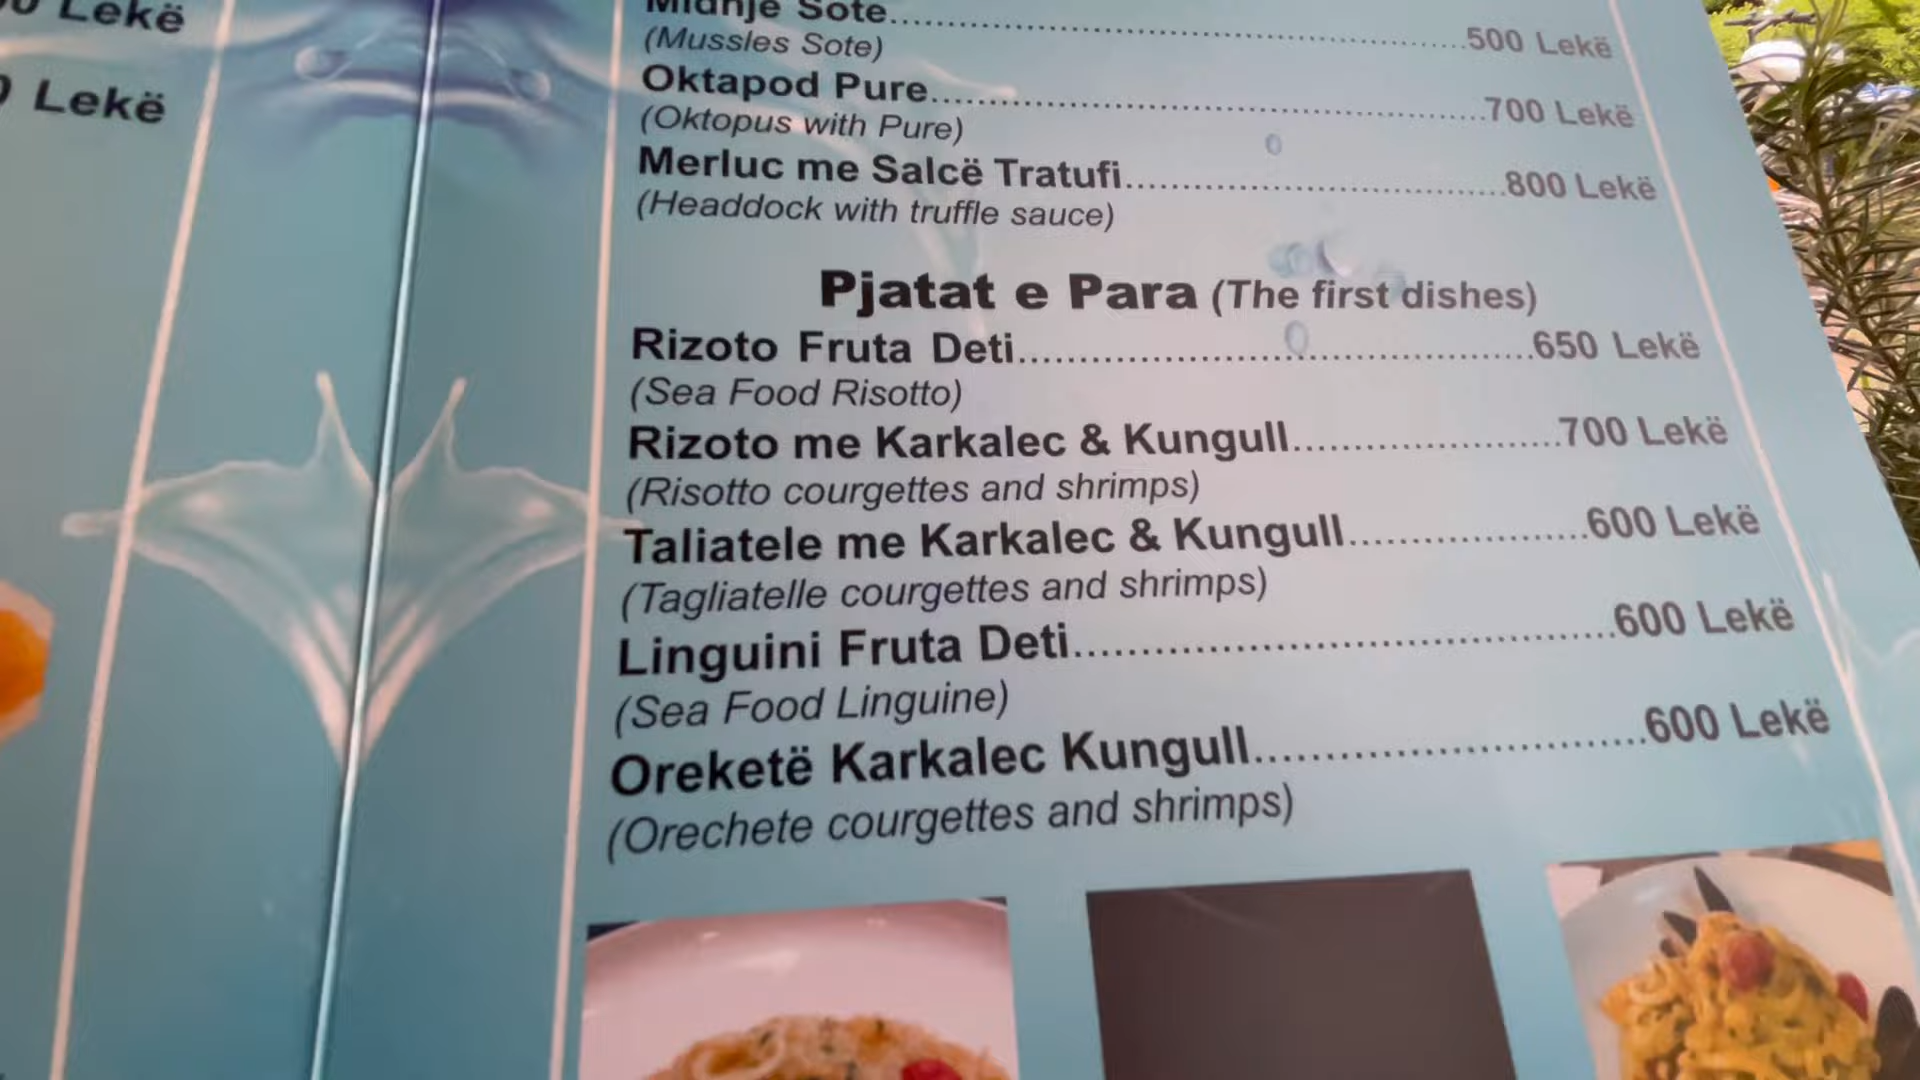 Lekë
Lekë
Midhje Sote........500 Lekë
(Mussles Sote)
Oktapod Pure........700 Lekë
(Oktopus with Pure)
Merluc me Salcë Tratufi........800 Lekë
(Headdock with truffle sauce)
Pjatat e Para (The first dishes)
Rizoto Fruta Deti........650 Lekë
(Sea Food Risotto)
Rizoto me Karkalec & Kungull........700 Lekë
(Risotto courgettes and shrimps)
Taliatele me Karkalec & Kungull........600 Lekë
(Tagliatelle courgettes and shrimps)
Linguini Fruta Deti........600 Lekë
(Sea Food Linguine)
Oreketë Karkalec Kungull........600 Lekë
(Orechete courgettes and shrimps)